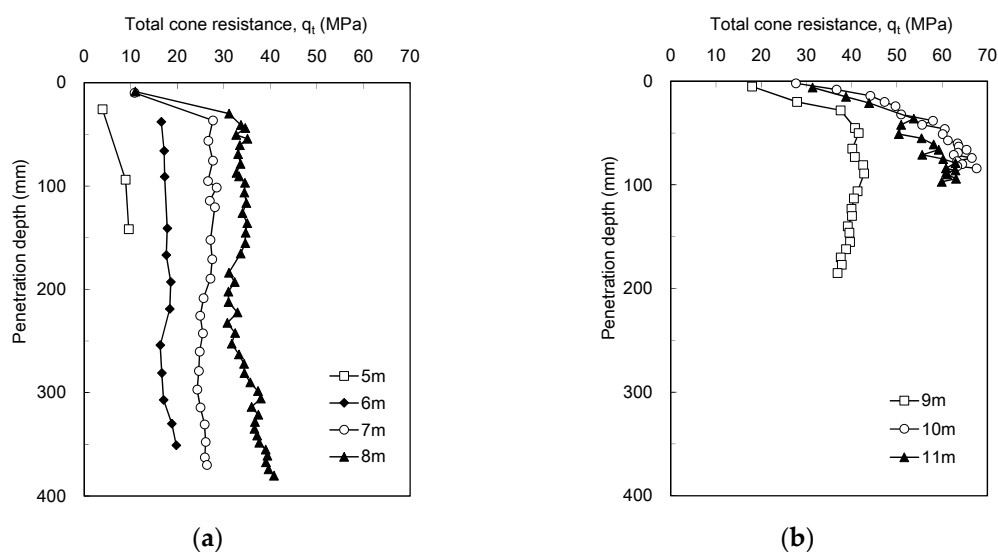 Total cone resistance, qt (MPa)
0 10 20 30 40 50 60 70
0
100
200
300
400
Penetration depth (mm)
5m
6m
7m
8m
(a)
Total cone resistance, qt (MPa)
0 10 20 30 40 50 60 70
0
100
200
300
400
Penetration depth (mm)
9m
10m
11m
(b)